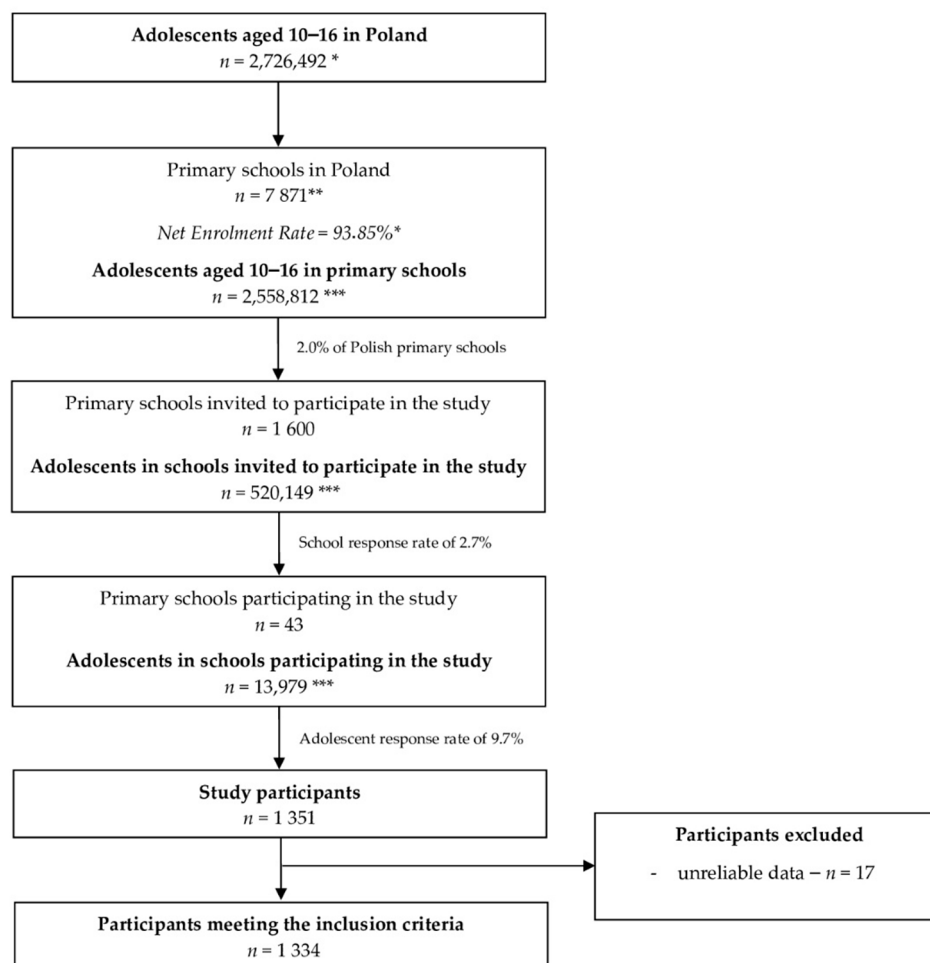 Adolescents aged 10–16 in Poland
n = 2,726,492 *
Primary schools in Poland
n = 7 871**
Net Enrolment Rate = 93.85%*
Adolescents aged 10–16 in primary schools
n = 2,558,812 ***
2.0% of Polish primary schools
Primary schools invited to participate in the study
n = 1 600
Adolescents in schools invited to participate in the study
n = 520,149 ***
School response rate of 2.7%
Primary schools participating in the study
n = 43
Adolescents in schools participating in the study
n = 13,979 ***
Adolescent response rate of 9.7%
Study participants
n = 1 351
Participants excluded
- unreliable data – n = 17
Participants meeting the inclusion criteria
n = 1 334